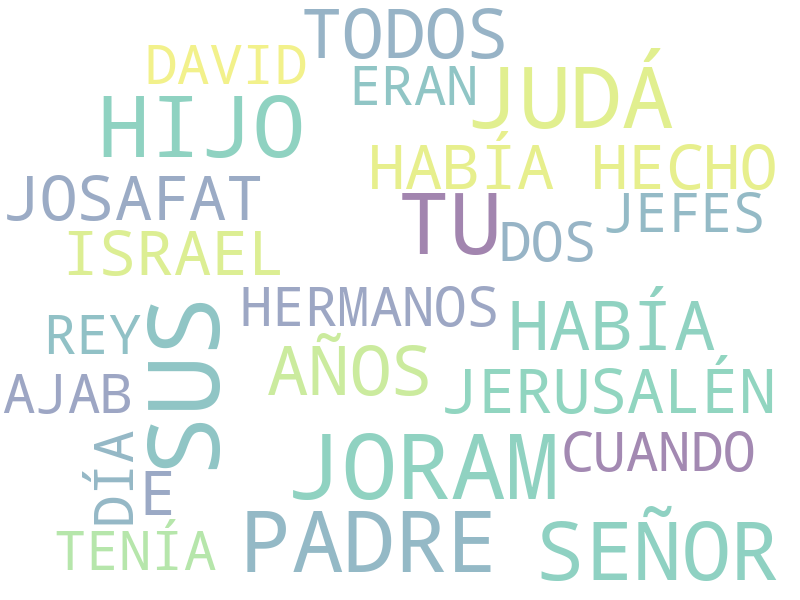 TODOS
DAVID
ERAN
JUDÁ
HIJO
HABÍA HECHO
JOSAFAT
TU
JEFES
DOS
ISRAEL
HERMANOS
HABÍA
REY
SUS
AÑOS
AJAB
JERUSALÉN
DÍA
JORAM
CUANDO
E
PADRE
SEÑOR
TENÍA